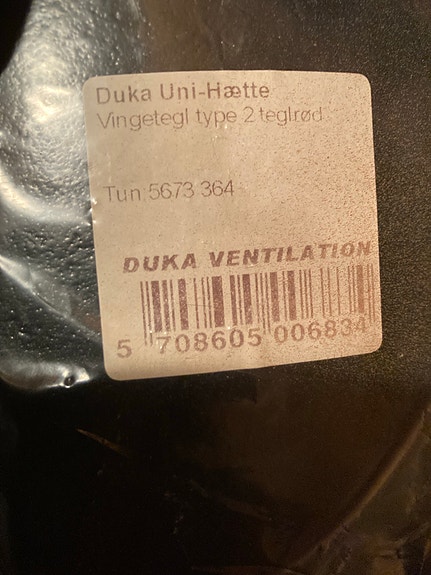 Duka Uni-Hætte
Vingetegl type 2 teglrød
Tun: 5673 364
DUKA VENTILATION
5 708605 006834